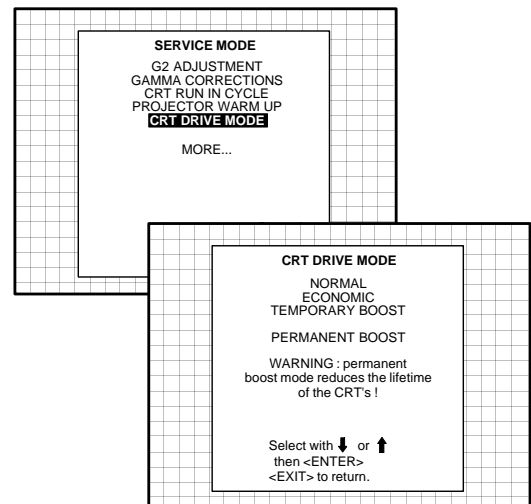 SERVICE MODE
G2 ADJUSTMENT
GAMMA CORRECTIONS
CRT RUN IN CYCLE
PROJECTOR WARM UP
CRT DRIVE MODE
MORE...
CRT DRIVE MODE
NORMAL
ECONOMIC
TEMPORARY BOOST
PERMANENT BOOST
WARNING : permanent
boost mode reduces the lifetime
of the CRT's !
Select with ⬇ or ⬆
then <ENTER>
<EXIT> to return.